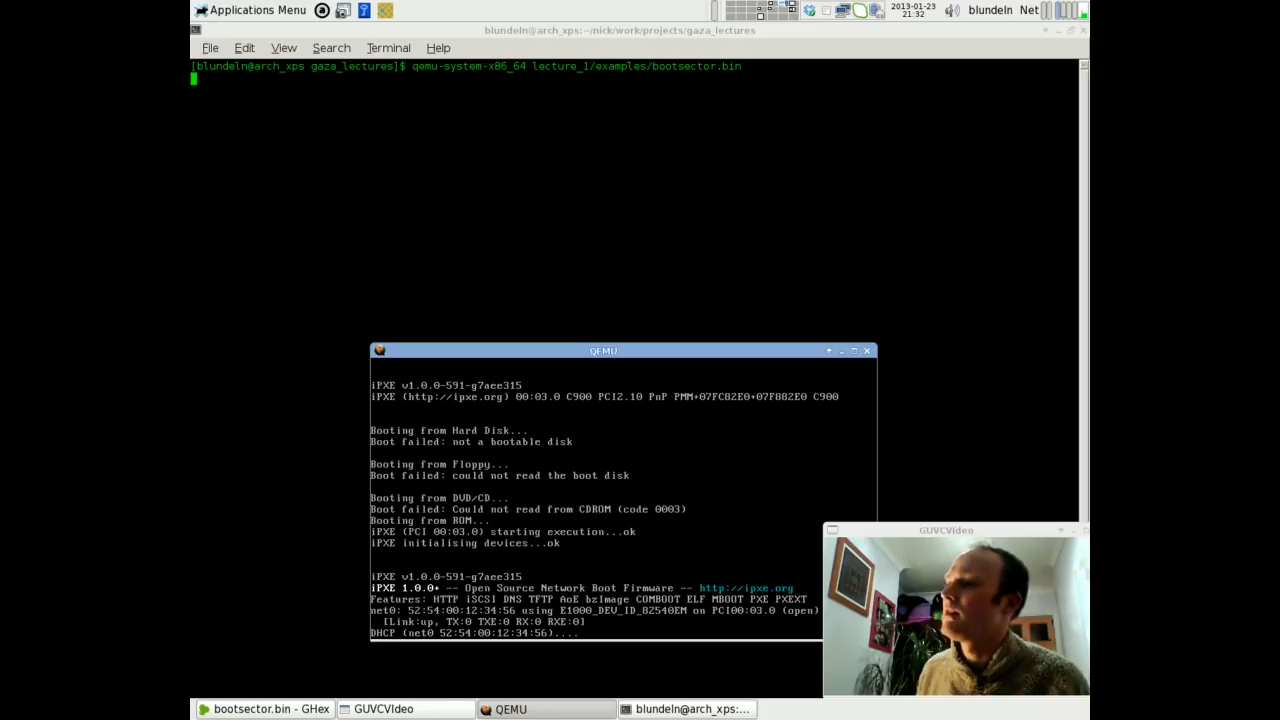 Applications Menu
2013-01-23
21:32
blundeln
Net
blundeln@arch_xps:~/nick/work/projects/gaza_lectures
File Edit View Search Terminal Help
[blundeln@arch_xps gaza_lectures]$ qemu-system-x86_64 lecture_1/examples/bootsector.bin
QEMU
iPXE v1.0.0-591-g7aee315
iPXE (http://ipxe.org) 00:03.0 C900 PCI2.10 PnP PMM+07FC82E0+07F882E0 C900
Booting from Hard Disk...
Boot failed: not a bootable disk
Booting from Floppy...
Boot failed: could not read the boot disk
Booting from DVD/CD...
Boot failed: Could not read from CDROM (code 0003)
Booting from ROM...
iPXE (PCI 00:03.0) starting execution...ok
iPXE initialising devices...ok
iPXE v1.0.0-591-g7aee315
iPXE 1.0.0+ -- Open Source Network Boot Firmware -- http://ipxe.org
Features: HTTP iSCSI DNS TFTP AoE bzImage COMBOOT ELF MBOOT PXE PXEXT
net0: 52:54:00:12:34:56 using E1000_DEV_ID_82540EM on PCI00:03.0 (open)
[Link:up, TX:0 TXE:0 RX:0 RXE:0]
DHCP (net0 52:54:00:12:34:56)....
GUVCVideo
bootsector.bin - GHex
GUVCVideo
QEMU
blundeln@arch_xps:...